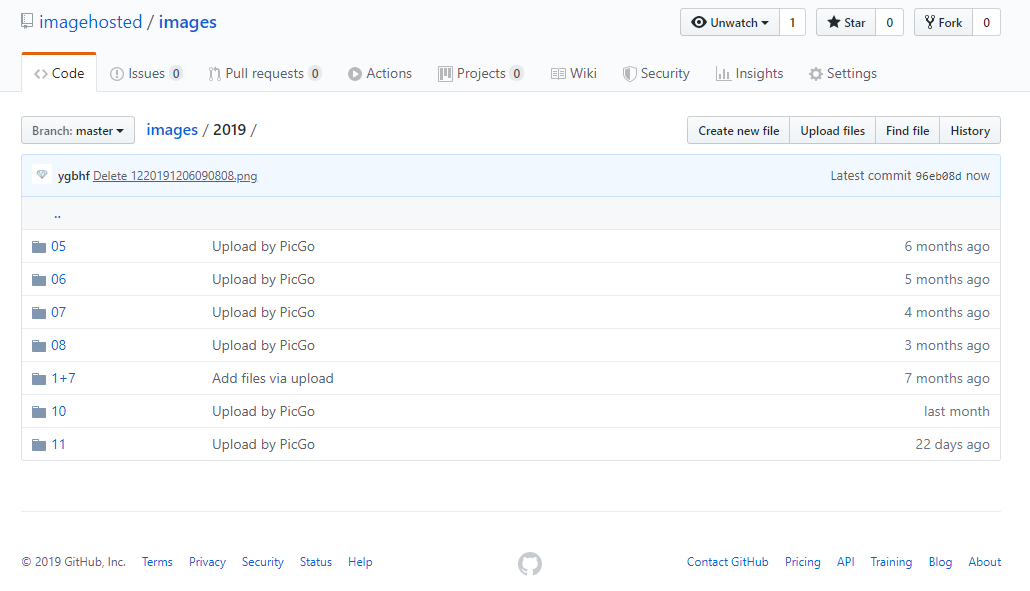 imagehosted / images Unwatch 1 Star 0 Fork 0
Code Issues 0 Pull requests 0 Actions Projects 0 Wiki Security Insights Settings
Branch: master images / 2019 / Create new file Upload files Find file History
ygbhf Delete 1220191206090808.png Latest commit 96eb08d now
..
05 Upload by PicGo 6 months ago
06 Upload by PicGo 5 months ago
07 Upload by PicGo 4 months ago
08 Upload by PicGo 3 months ago
1+7 Add files via upload 7 months ago
10 Upload by PicGo last month
11 Upload by PicGo 22 days ago
© 2019 GitHub, Inc. Terms Privacy Security Status Help Contact GitHub Pricing API Training Blog About